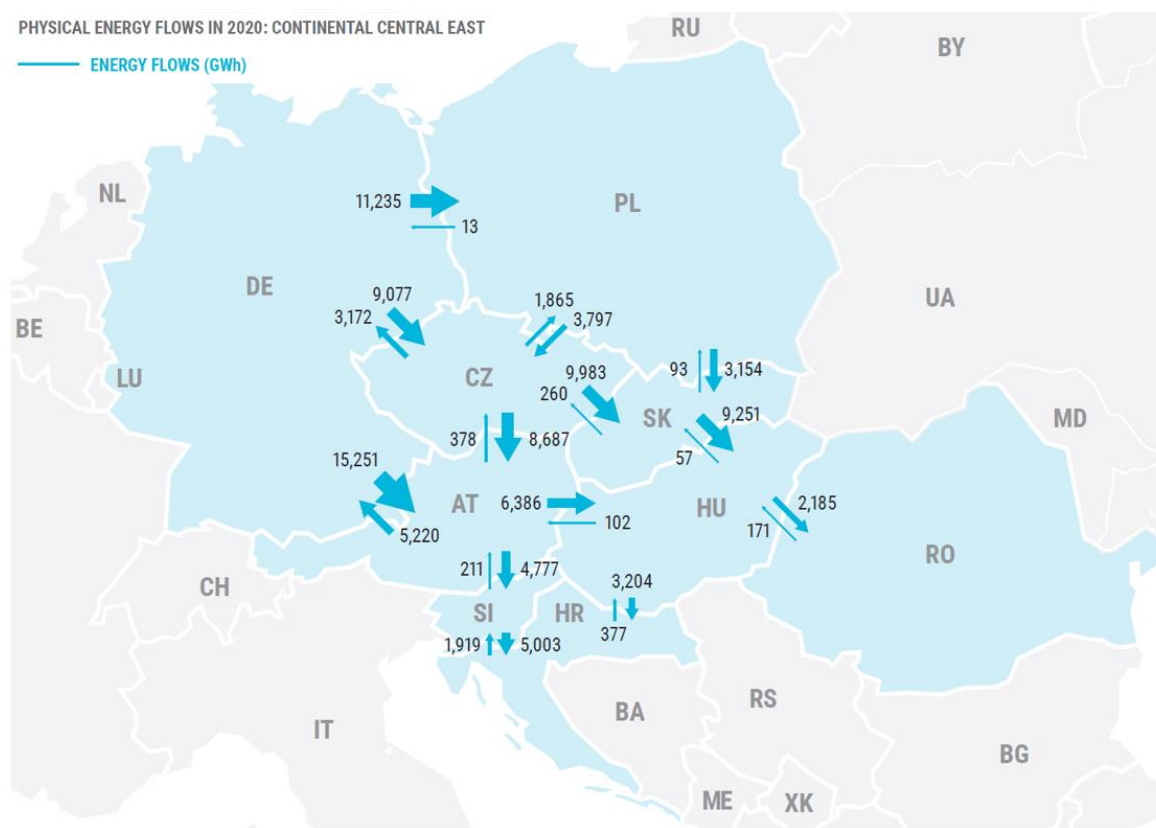 PHYSICAL ENERGY FLOWS IN 2020: CONTINENTAL CENTRAL EAST
ENERGY FLOWS (GWh)
RU
BY
NL
PL
11,235
13
DE
UA
BE
9,077
3,172
1,865
3,797
LU
CZ
9,983
260
93
3,154
SK
9,251
57
MD
378
8,687
15,251
5,220
AT
6,386
102
HU
2,185
171
RO
CH
211
4,777
3,204
377
SI
HR
1,919
5,003
IT
BA
RS
BG
ME
XK